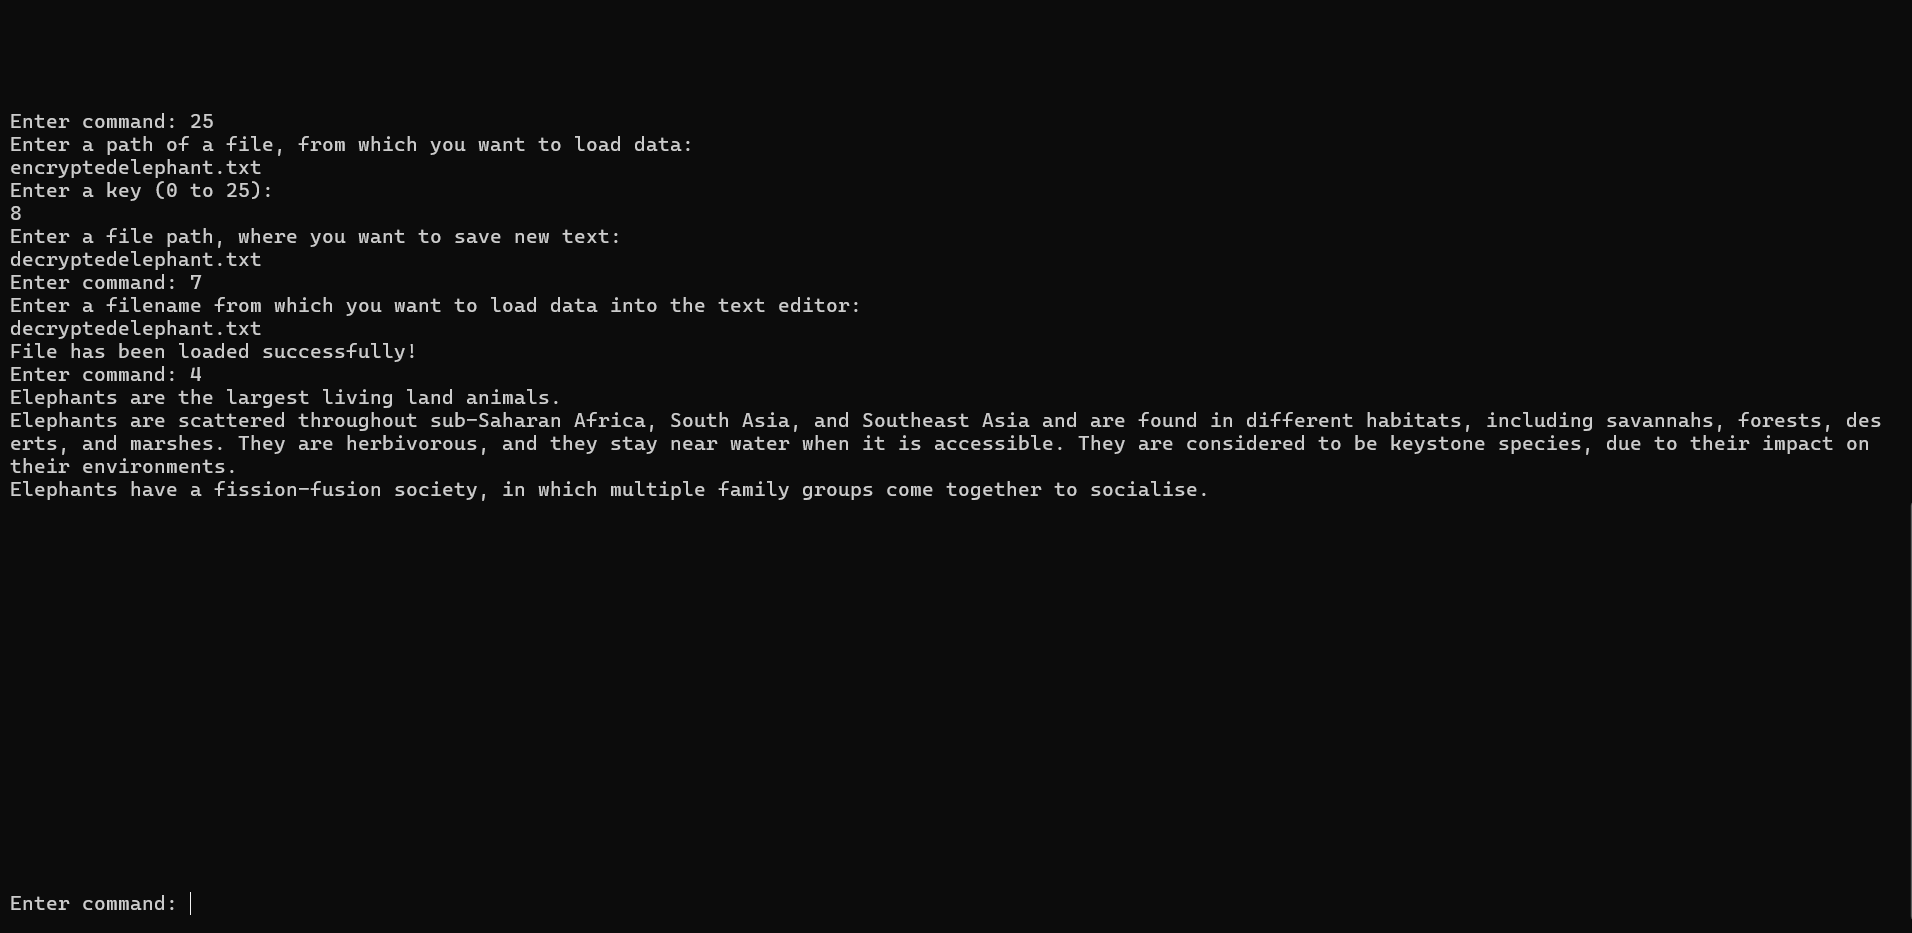 Enter command: 25
Enter a path of a file, from which you want to load data:
encryptedelephant.txt
Enter a key (0 to 25):
8
Enter a file path, where you want to save new text:
decryptedelephant.txt
Enter command: 7
Enter a filename from which you want to load data into the text editor:
decryptedelephant.txt
File has been loaded successfully!
Enter command: 4
Elephants are the largest living land animals.
Elephants are scattered throughout sub-Saharan Africa, South Asia, and Southeast Asia and are found in different habitats, including savannahs, forests, des
erts, and marshes. They are herbivorous, and they stay near water when it is accessible. They are considered to be keystone species, due to their impact on
their environments.
Elephants have a fission-fusion society, in which multiple family groups come together to socialise.
Enter command: